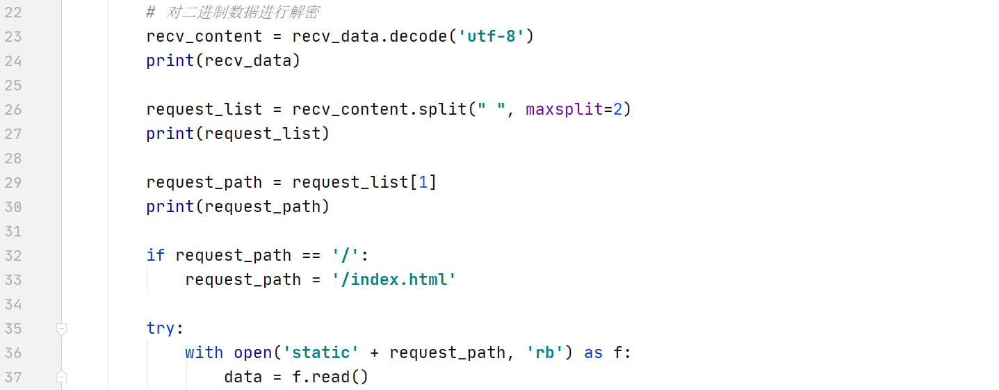 22 # 对二进制数据进行解密
23 recv_content = recv_data.decode('utf-8')
24 print(recv_data)
25
26 request_list = recv_content.split(" ", maxsplit=2)
27 print(request_list)
28
29 request_path = request_list[1]
30 print(request_path)
31
32 if request_path == '/':
33     request_path = '/index.html'
34
35 try:
36     with open('static' + request_path, 'rb') as f:
37         data = f.read()